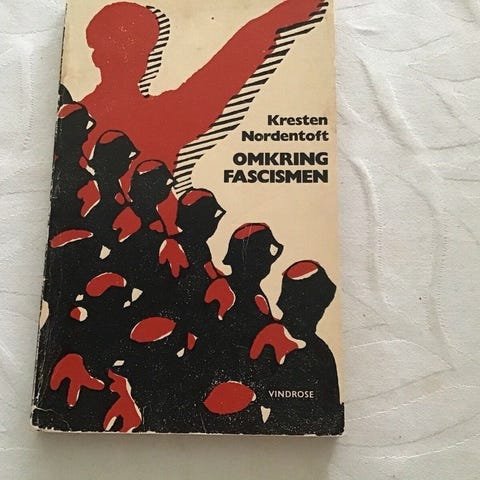 Kresten
Nordentoft
OMKRING
FASCISMEN
VINDROSE